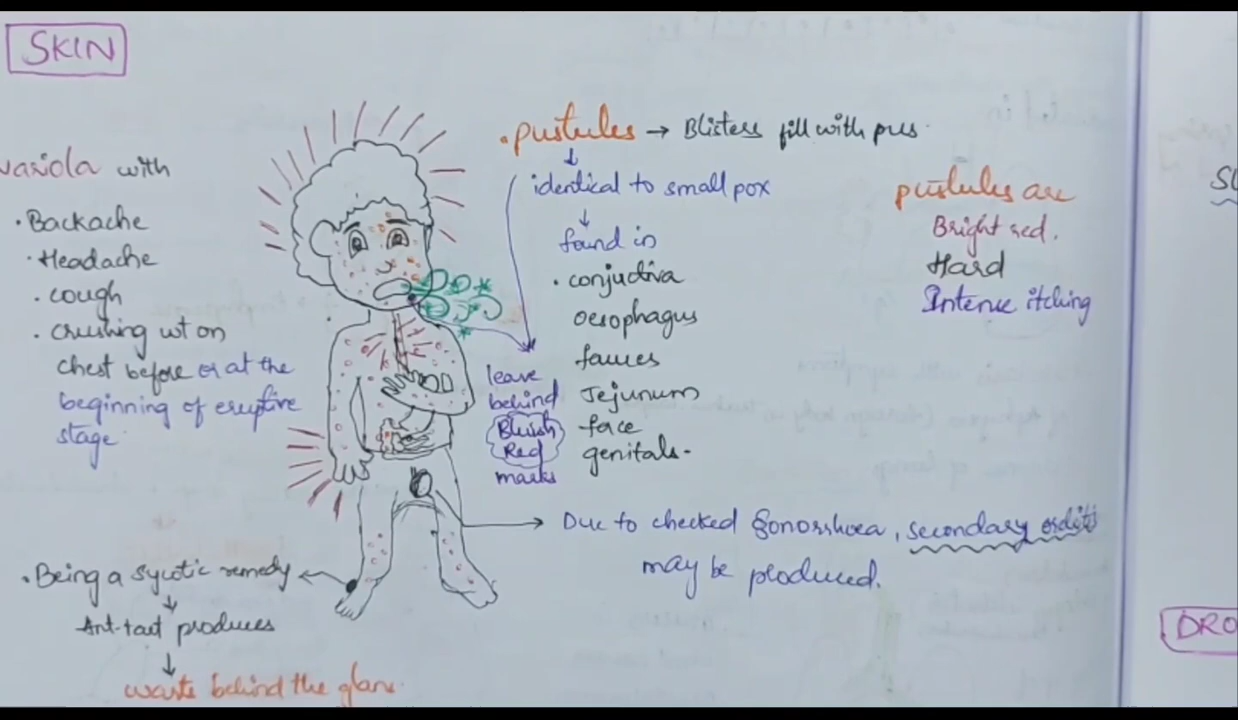 SKIN
variola with
• Backache
• Headache
• cough
• crushing wt on
chest before or at the
beginning of eruptive
stage
• pustules → Blisters fill with pus.
↓
identical to small pox
↓
found in
• conjuctiva
oesophagus
fauces
Jejunum
face
genitals.
leave
behind
Bluish
Red
marks
pustules are
Bright red.
Hard
Intense itching
Due to checked Gonorrhoea, secondary
may be produced.
• Being a sycotic remedy
↓
Ant-tart produces
↓
warts behind the glans.
DRO